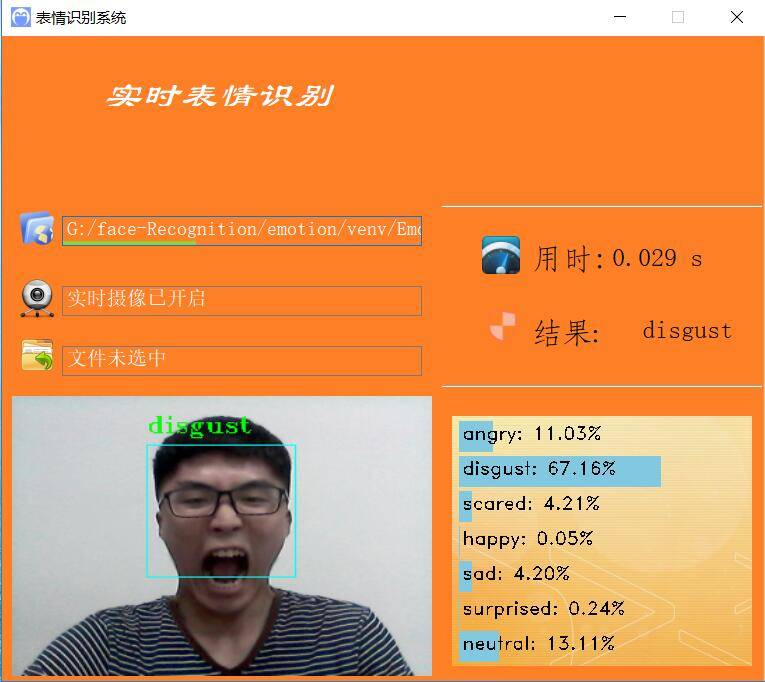 表情识别系统
实时表情识别
G:/face-Recognition/emotion/venv/Emo
用时: 0.029 s
实时摄像已开启
结果: disgust
文件未选中
disgust
angry: 11.03%
disgust: 67.16%
scared: 4.21%
happy: 0.05%
sad: 4.20%
surprised: 0.24%
neutral: 13.11%